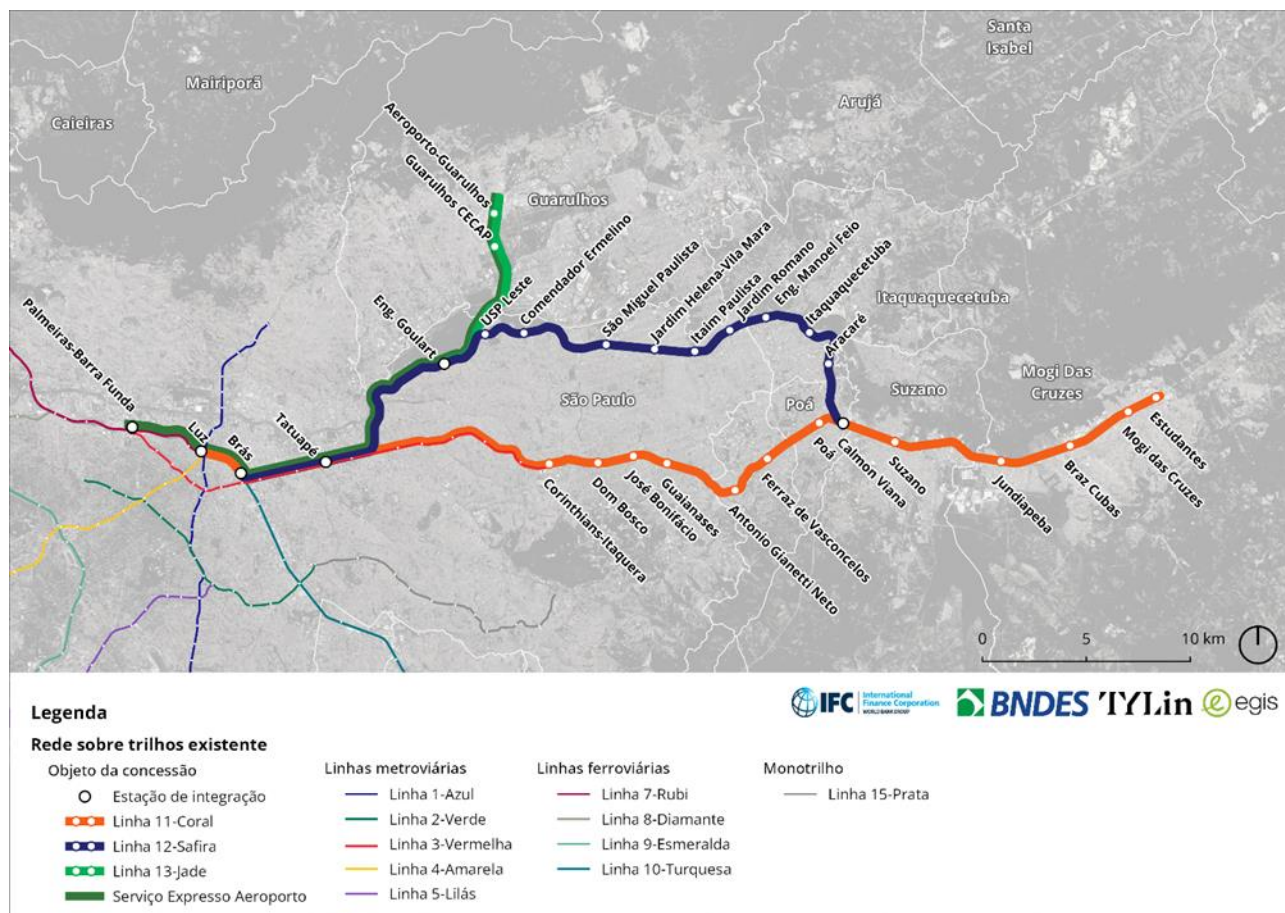 Santa
Isabel
Mairiporã
Arujá
Caieiras
Aeroporto-Guarulhos
Guarulhos CECAP
Guarulhos
Palmeiras-Barra Funda
Luz
Brás
Tatuapé
Eng. Goulart
USP Leste
Comendador Ermelino
São Miguel Paulista
Jardim Helena-Vila Mara
Itaim Paulista
Jardim Romano
Eng. Manoel Feio
Itaquaquecetuba
Aracaré
Itaquaquecetuba
São Paulo
Poá
Suzano
Mogi Das
Cruzes
Corinthians-Itaquera
Dom Bosco
José Bonifácio
Guaianases
Antonio Gianetti Neto
Ferraz de Vasconcelos
Poá
Calmon Viana
Suzano
Jundiapeba
Braz Cubas
Mogi das Cruzes
Estudantes
0 5 10 km
IFC International
Finance Corporation
WORLD BANK GROUP
BNDES
TYLin
e egis
Legenda
Rede sobre trilhos existente
Objeto da concessão
Estação de integração
Linha 11-Coral
Linha 12-Safira
Linha 13-Jade
Serviço Expresso Aeroporto
Linhas metroviárias
Linha 1-Azul
Linha 2-Verde
Linha 3-Vermelha
Linha 4-Amarela
Linha 5-Lilás
Linhas ferroviárias
Linha 7-Rubi
Linha 8-Diamante
Linha 9-Esmeralda
Linha 10-Turquesa
Monotrilho
Linha 15-Prata